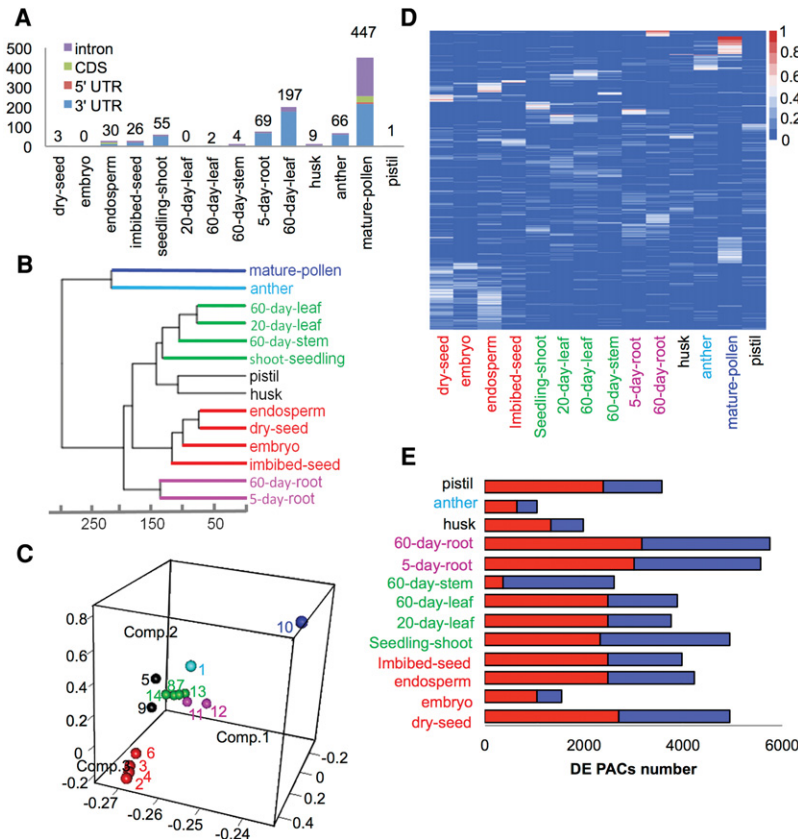 A
447
500
400
300
200
100
0
intron
CDS
5' UTR
3' UTR
3
0
30
26
55
0
2
4
69
197
9
66
1
dry-seed
embryo
endosperm
imbibed-seed
seedling-shoot
20-day-leaf
60-day-leaf
60-day-stem
5-day-root
60-day-leaf
husk
anther
mature-pollen
pistil
B
mature-pollen
anther
60-day-leaf
20-day-leaf
60-day-stem
shoot-seedling
pistil
husk
endosperm
dry-seed
embryo
imbibed-seed
60-day-root
5-day-root
250
150
50
C
0.8
0.6
0.4
0.2
0
-0.2
Comp.2
10
1
5
14
8
7
13
9
11
12
Comp.1
6
3
4
2
Comp.3
-0.27
-0.26
-0.25
-0.24
-0.2
0
0.2
0.4
D
1
0.8
0.6
0.4
0.2
0
dry-seed
embryo
endosperm
Imbibed-seed
Seedling-shoot
20-day-leaf
60-day-leaf
60-day-stem
5-day-root
60-day-root
husk
anther
mature-pollen
pistil
E
pistil
anther
husk
60-day-root
5-day-root
60-day-stem
60-day-leaf
20-day-leaf
Seedling-shoot
Imbibed-seed
endosperm
embryo
dry-seed
0
2000
4000
6000
DE PACs number